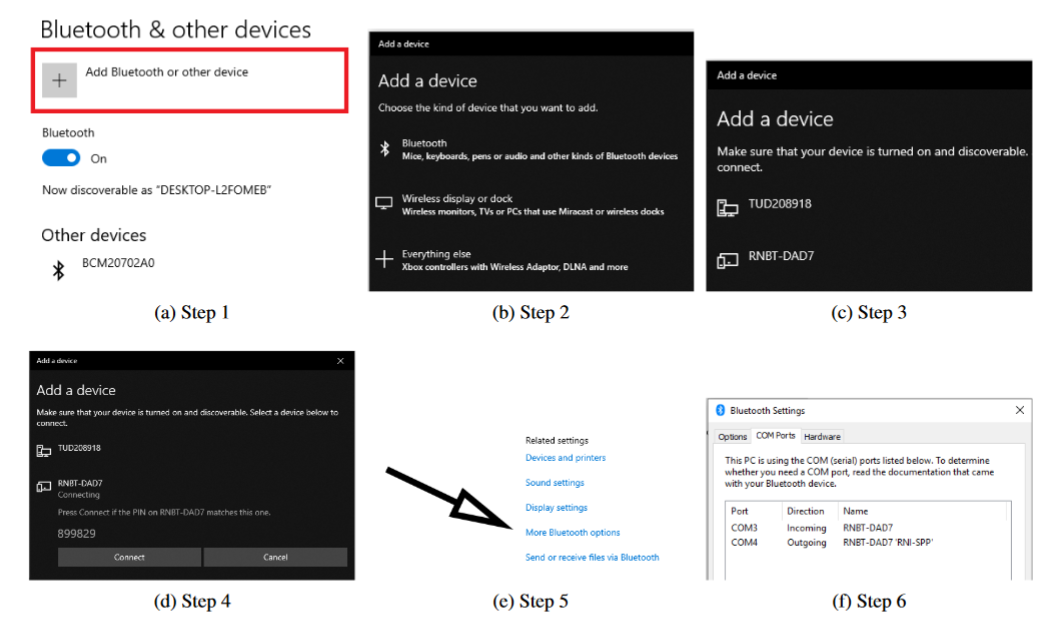 Bluetooth & other devices
Add Bluetooth or other device
Bluetooth
On
Now discoverable as "DESKTOP-L2FOMEB"
Other devices
BCM20702A0
(a) Step 1
Add a device
Add a device
Choose the kind of device that you want to add.
Bluetooth
Mice, keyboards, pens or audio and other kinds of Bluetooth devices
Wireless display or dock
Wireless monitors, TVs or PCs that use Miracast or wireless docks
Everything else
Xbox controllers with Wireless Adaptor, DLNA and more
(b) Step 2
Add a device
Add a device
Make sure that your device is turned on and discoverable.
connect.
TUD208918
RNBT-DAD7
(c) Step 3
Add a device
Add a device
Make sure that your device is turned on and discoverable. Select a device below to
connect.
TUD208918
RNBT-DAD7
Connecting
Press Connect if the PIN on RNBT-DAD7 matches this one.
899829
Connect Cancel
(d) Step 4
Related settings
Devices and printers
Sound settings
Display settings
More Bluetooth options
Send or receive files via Bluetooth
(e) Step 5
Bluetooth Settings
Options COM Ports Hardware
This PC is using the COM (serial) ports listed below. To determine
whether you need a COM port, read the documentation that came
with your Bluetooth device.
Port Direction Name
COM3 Incoming RNBT-DAD7
COM4 Outgoing RNBT-DAD7 'RNI-SPP'
(f) Step 6